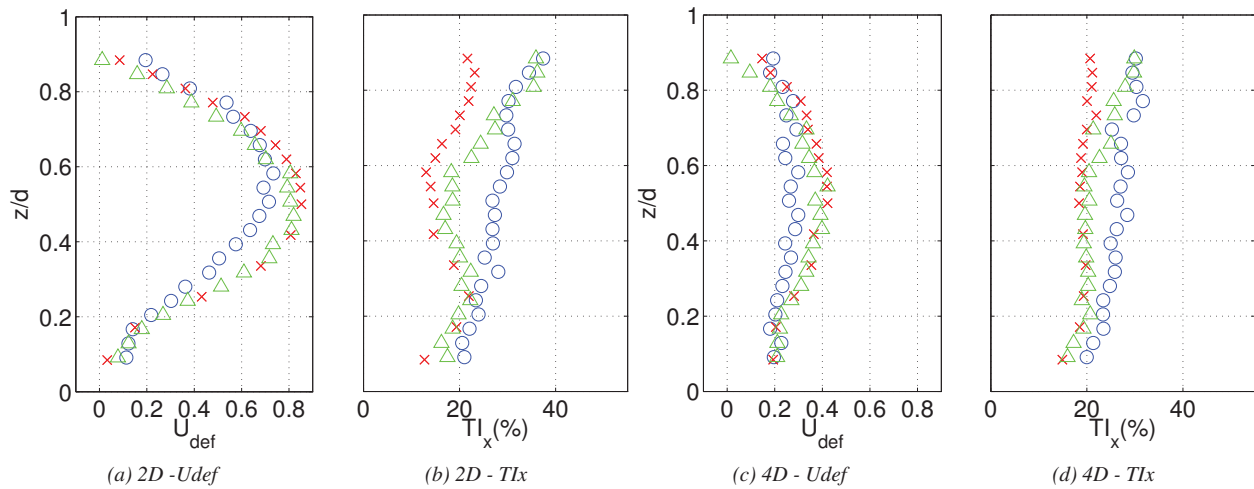 1
0.8
0.6
0.4
0.2
0
z/d
0 0.2 0.4 0.6 0.8
U_def
(a) 2D -Udef
0 20 40
TI_x(%)
(b) 2D - TIx
1
0.8
0.6
0.4
0.2
0
z/d
0 0.2 0.4 0.6 0.8
U_def
(c) 4D - Udef
0 20 40
TI_x(%)
(d) 4D - TIx